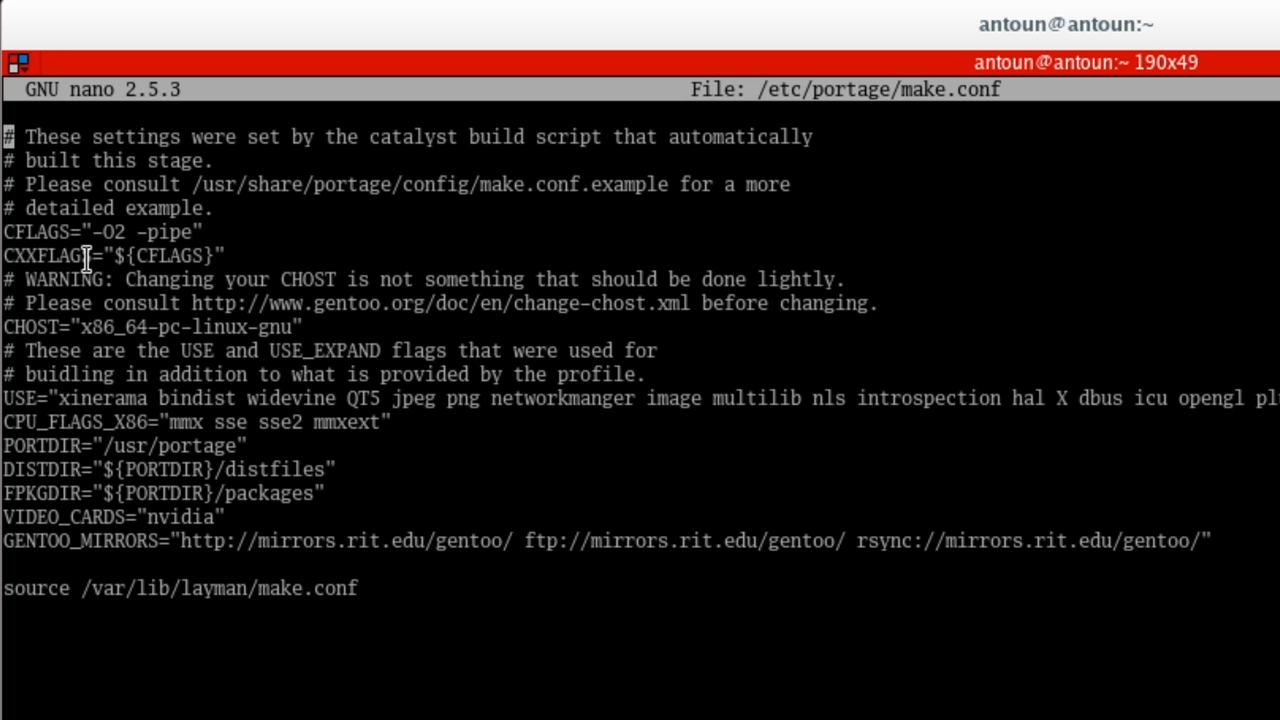 antoun@antoun:~
antoun@antoun:~ 190x49
GNU nano 2.5.3 File: /etc/portage/make.conf
# These settings were set by the catalyst build script that automatically
# built this stage.
# Please consult /usr/share/portage/config/make.conf.example for a more
# detailed example.
CFLAGS="-O2 -pipe"
CXXFLAGS="${CFLAGS}"
# WARNING: Changing your CHOST is not something that should be done lightly.
# Please consult http://www.gentoo.org/doc/en/change-chost.xml before changing.
CHOST="x86_64-pc-linux-gnu"
# These are the USE and USE_EXPAND flags that were used for
# buidling in addition to what is provided by the profile.
USE="xinerama bindist widevine QT5 jpeg png networkmanger image multilib nls introspection hal X dbus icu opengl
CPU_FLAGS_X86="mmx sse sse2 mmxext"
PORTDIR="/usr/portage"
DISTDIR="${PORTDIR}/distfiles"
FPKGDIR="${PORTDIR}/packages"
VIDEO_CARDS="nvidia"
GENTOO_MIRRORS="http://mirrors.rit.edu/gentoo/ ftp://mirrors.rit.edu/gentoo/ rsync://mirrors.rit.edu/gentoo/"
source /var/lib/layman/make.conf